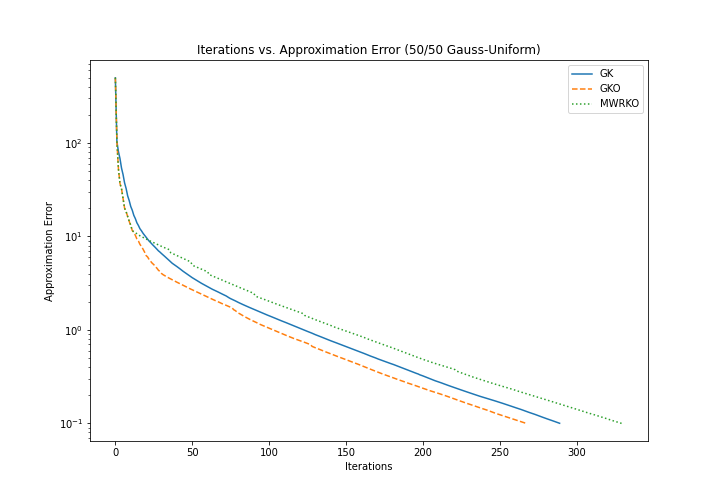 Iterations vs. Approximation Error (50/50 Gauss-Uniform)
GK
GKO
MWRKO
Approximation Error
10²
10¹
10⁰
10⁻¹
0 50 100 150 200 250 300
Iterations